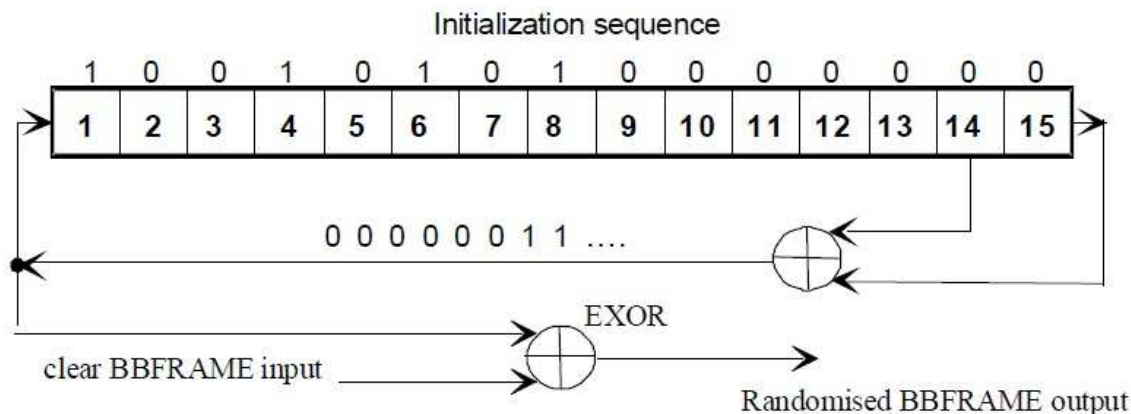 Initialization sequence
1 0 0 1 0 1 0 1 0 0 0 0 0 0 0
1 2 3 4 5 6 7 8 9 10 11 12 13 14 15
0 0 0 0 0 0 1 1 ....
EXOR
clear BBFRAME input
Randomised BBFRAME output